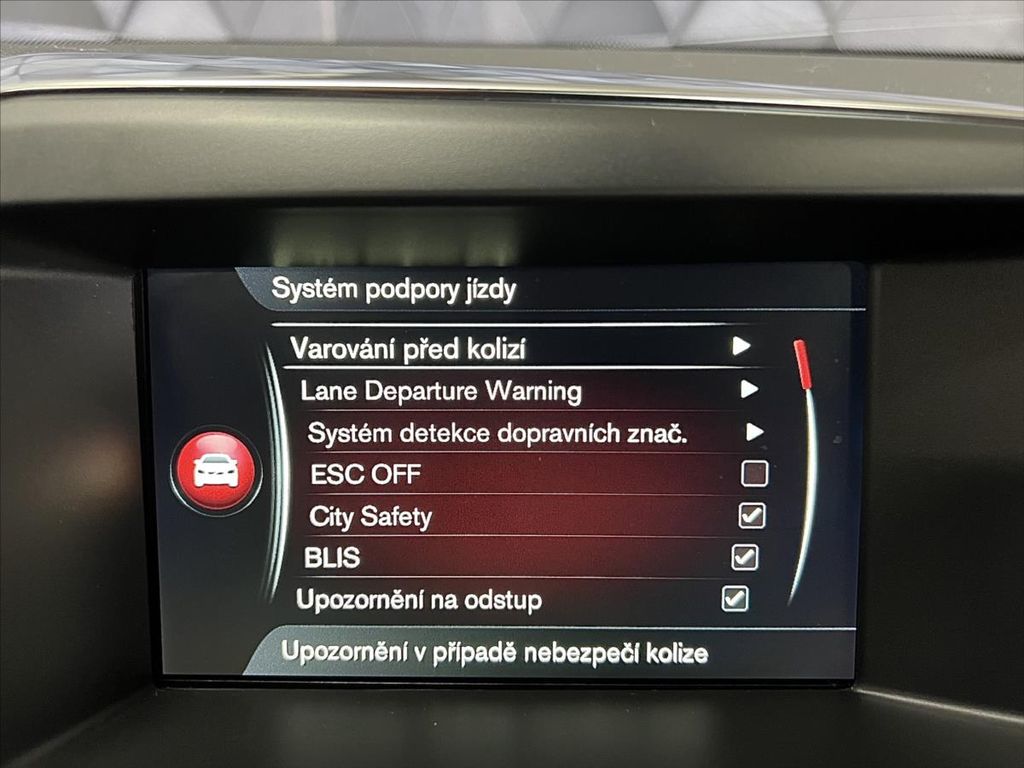 Systém podpory jízdy
Varování před kolizí
Lane Departure Warning
Systém detekce dopravních znač.
ESC OFF
City Safety
BLIS
Upozornění na odstup
Upozornění v případě nebezpečí kolize